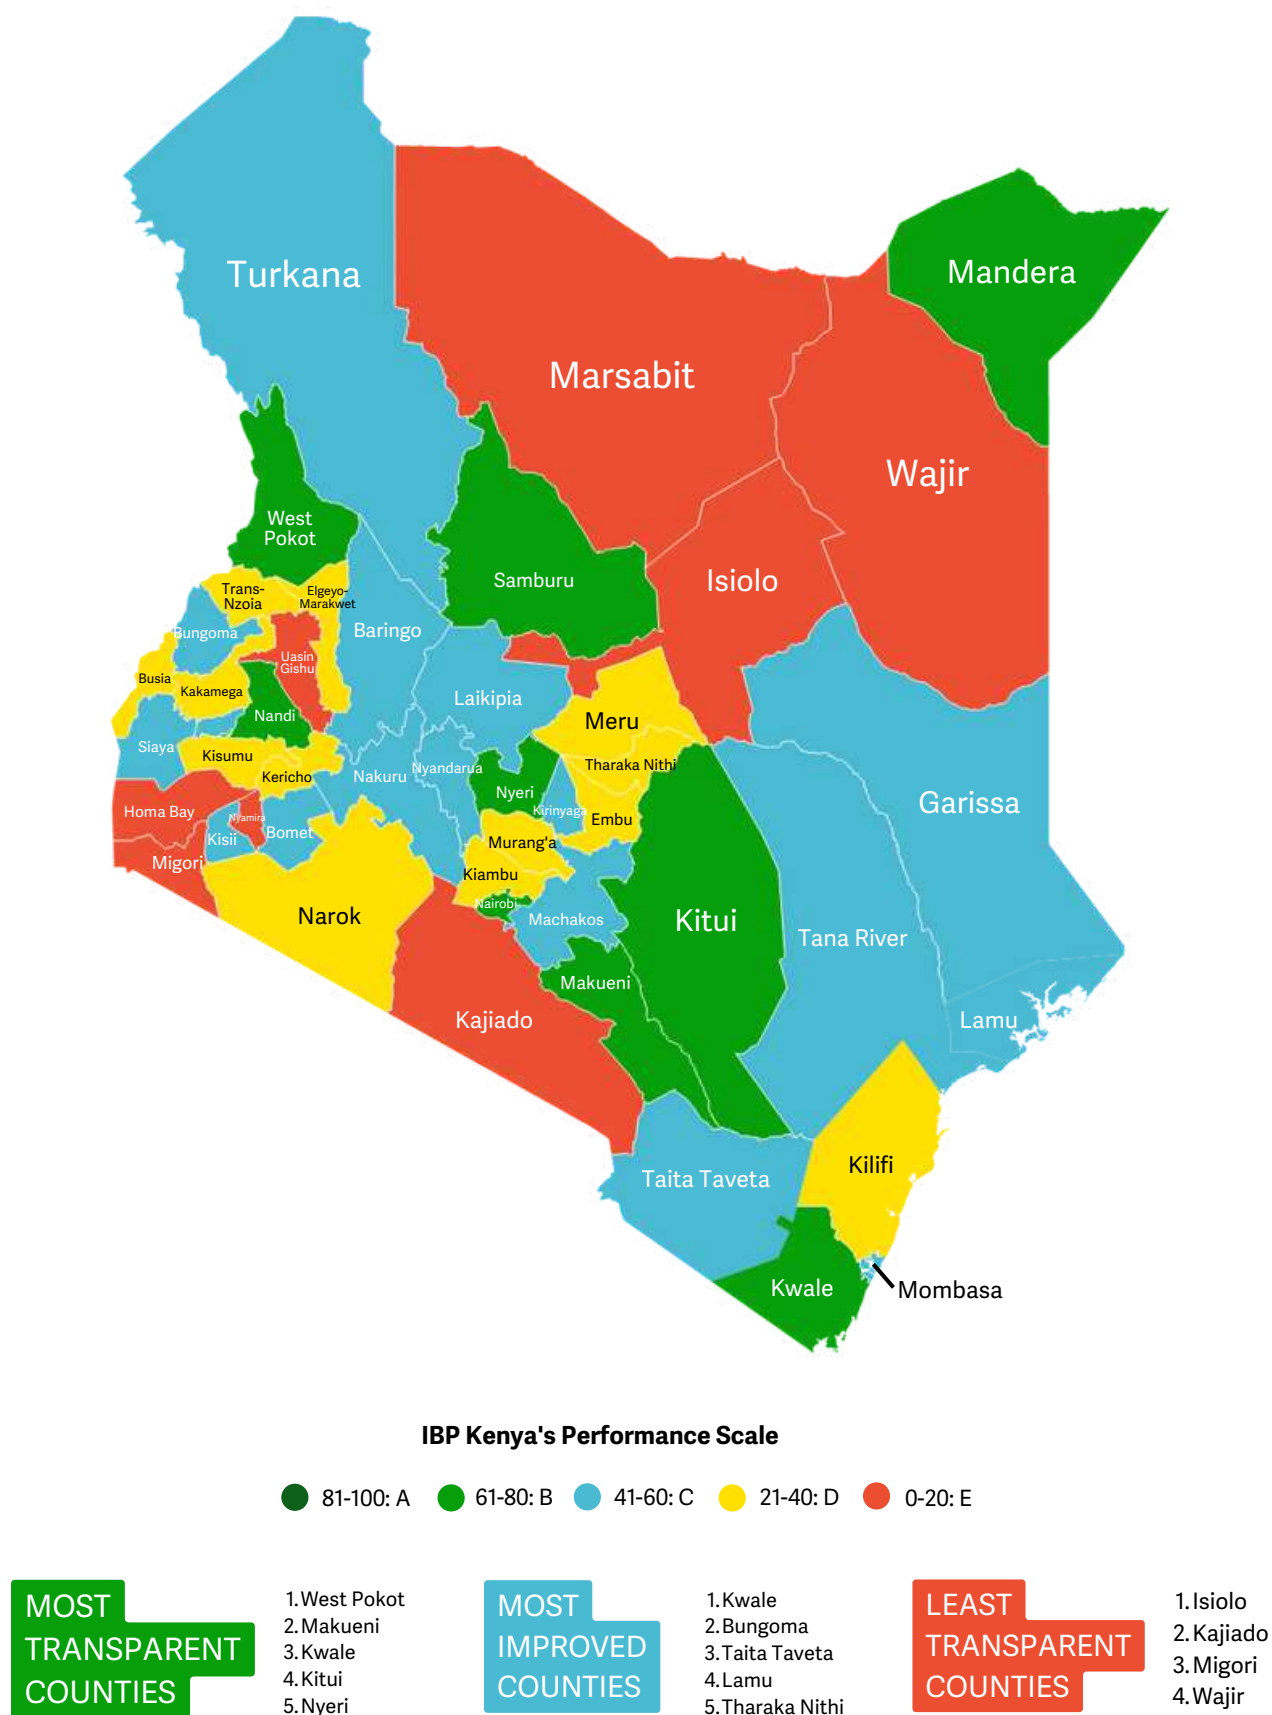 Turkana
Mandera
Marsabit
Wajir
West
Pokot
Samburu
Isiolo
Trans-
Nzoia
Elgeyo-
Marakwet
Bungoma
Baringo
Uasin
Gishu
Busia
Kakamega
Laikipia
Nandi
Meru
Siaya
Kisumu
Kericho
Nakuru
Nyandarua
Tharaka Nithi
Nyeri
Garissa
Homa Bay
Nyamira
Kirinyaga
Embu
Kisii
Bomet
Murang'a
Migori
Kiambu
Nairobi
Narok
Machakos
Kitui
Tana River
Makueni
Kajiado
Lamu
Kilifi
Taita Taveta
Kwale
Mombasa
IBP Kenya's Performance Scale
81-100: A 61-80: B 41-60: C 21-40: D 0-20: E
MOST
TRANSPARENT
COUNTIES
1.West Pokot
2.Makueni
3.Kwale
4.Kitui
5.Nyeri
MOST
IMPROVED
COUNTIES
1.Kwale
2.Bungoma
3.Taita Taveta
4.Lamu
5.Tharaka Nithi
LEAST
TRANSPARENT
COUNTIES
1.Isiolo
2.Kajiado
3.Migori
4.Wajir